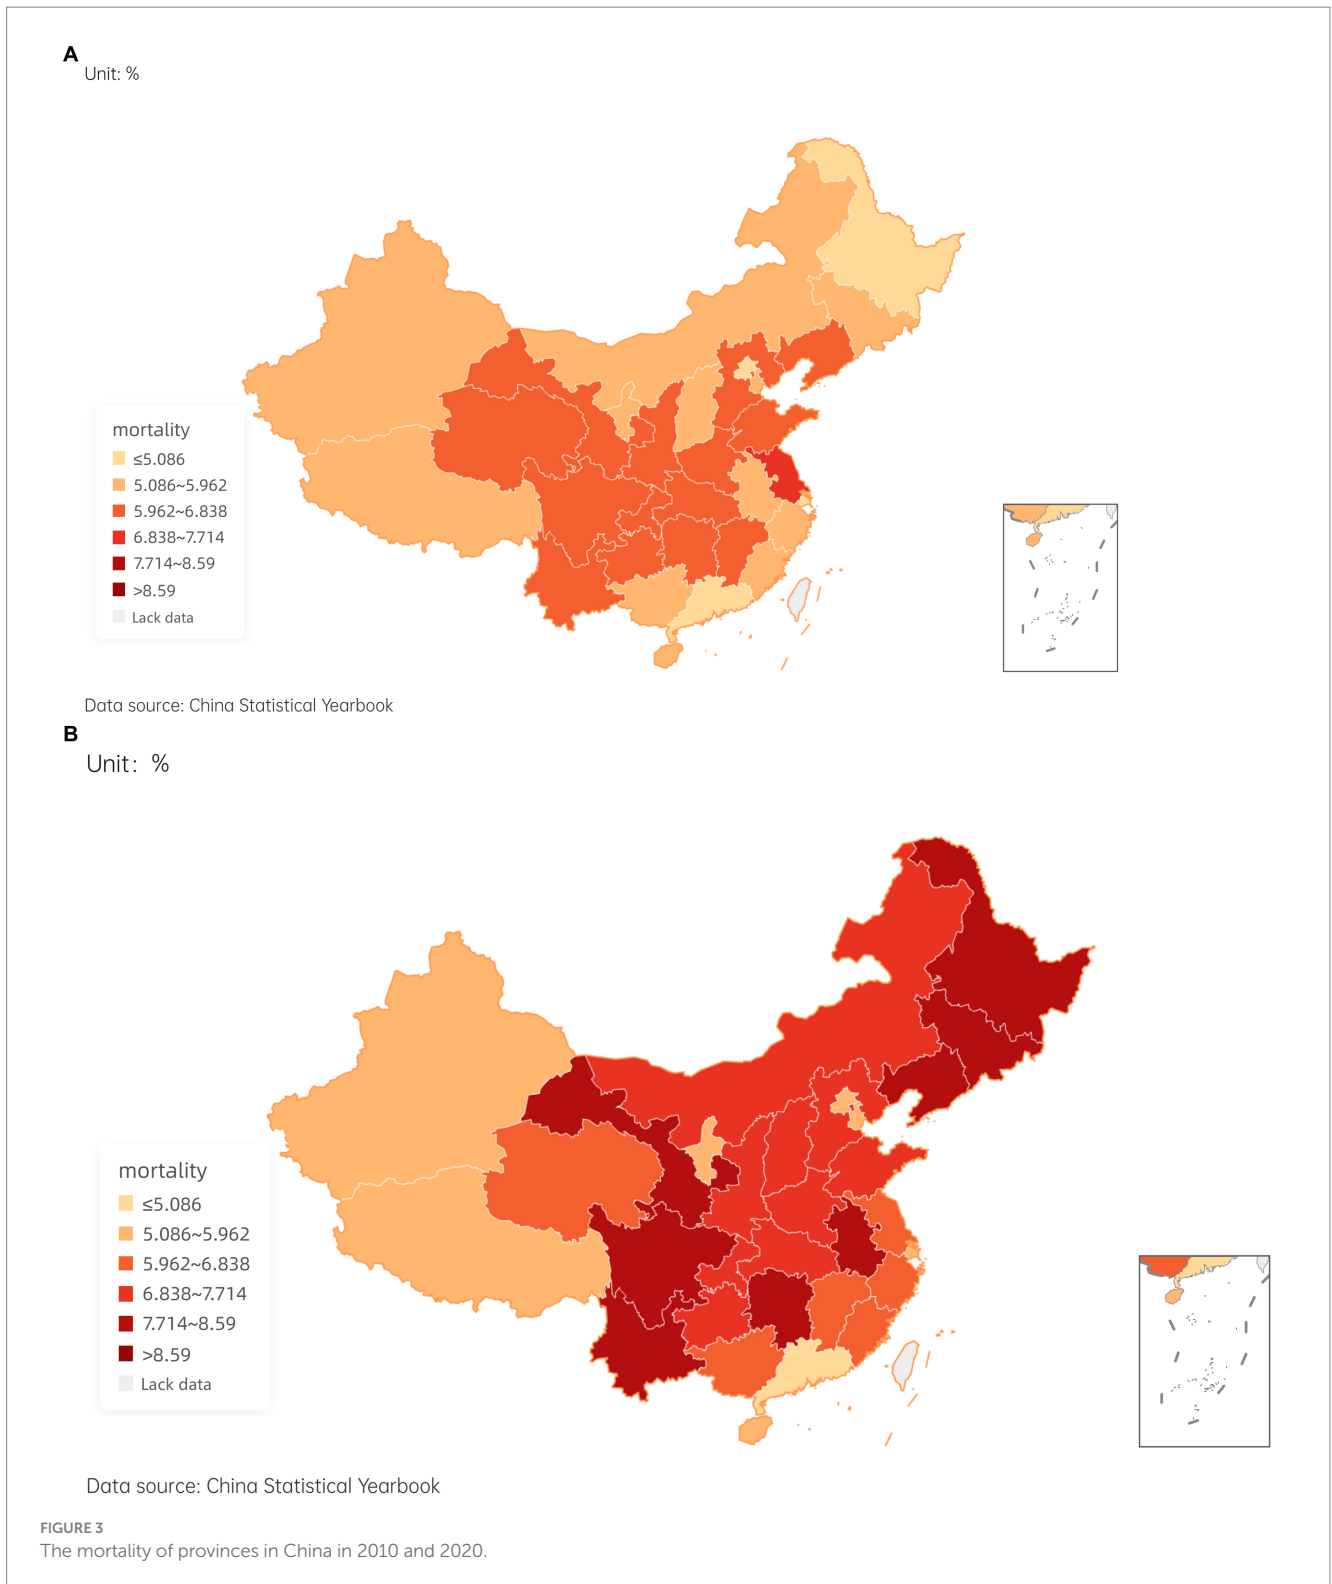 A
Unit: %
mortality
≤5.086
5.086~5.962
5.962~6.838
6.838~7.714
7.714~8.59
>8.59
Lack data
Data source: China Statistical Yearbook
B
Unit: %
mortality
≤5.086
5.086~5.962
5.962~6.838
6.838~7.714
7.714~8.59
>8.59
Lack data
Data source: China Statistical Yearbook
FIGURE 3
The mortality of provinces in China in 2010 and 2020.